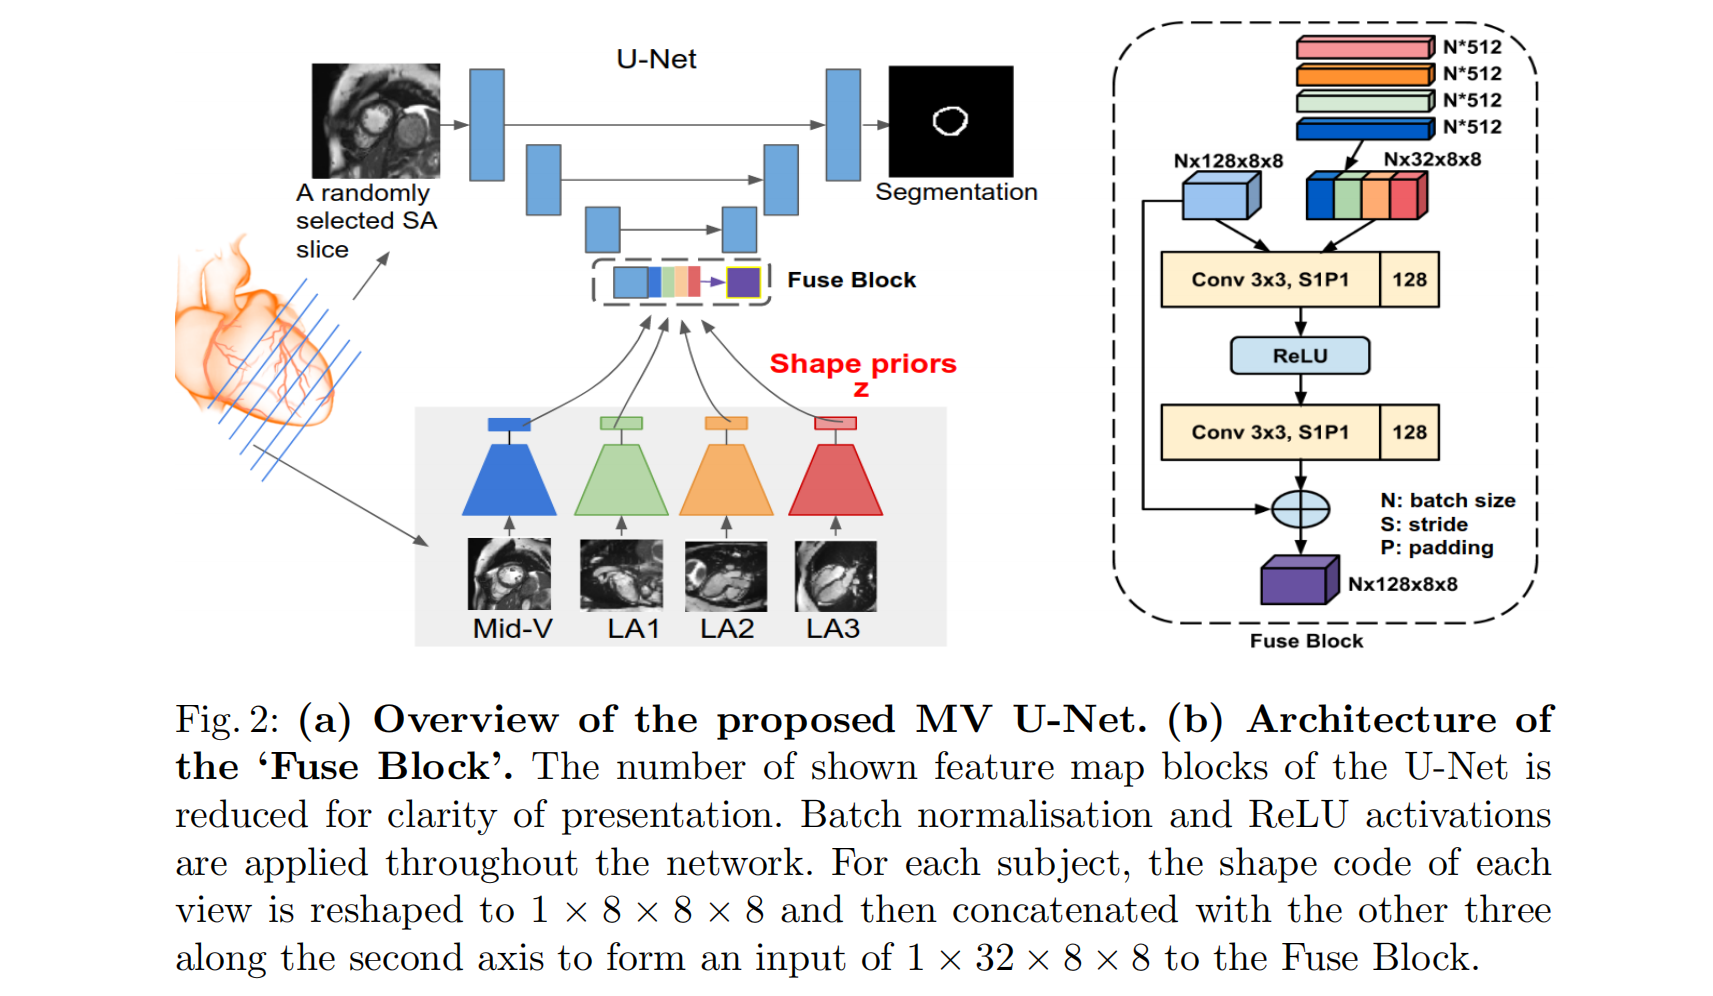 U-Net
A randomly
selected SA
slice
Segmentation
Fuse Block
Shape priors
z
Mid-V
LA1
LA2
LA3
N*512
N*512
N*512
N*512
Nx128x8x8
Nx32x8x8
Conv 3x3, S1P1
128
ReLU
Conv 3x3, S1P1
128
N: batch size
S: stride
P: padding
Nx128x8x8
Fuse Block
Fig. 2: (a) Overview of the proposed MV U-Net. (b) Architecture of
the ‘Fuse Block’. The number of shown feature map blocks of the U-Net is
reduced for clarity of presentation. Batch normalisation and ReLU activations
are applied throughout the network. For each subject, the shape code of each
view is reshaped to 1 × 8 × 8 × 8 and then concatenated with the other three
along the second axis to form an input of 1 × 32 × 8 × 8 to the Fuse Block.